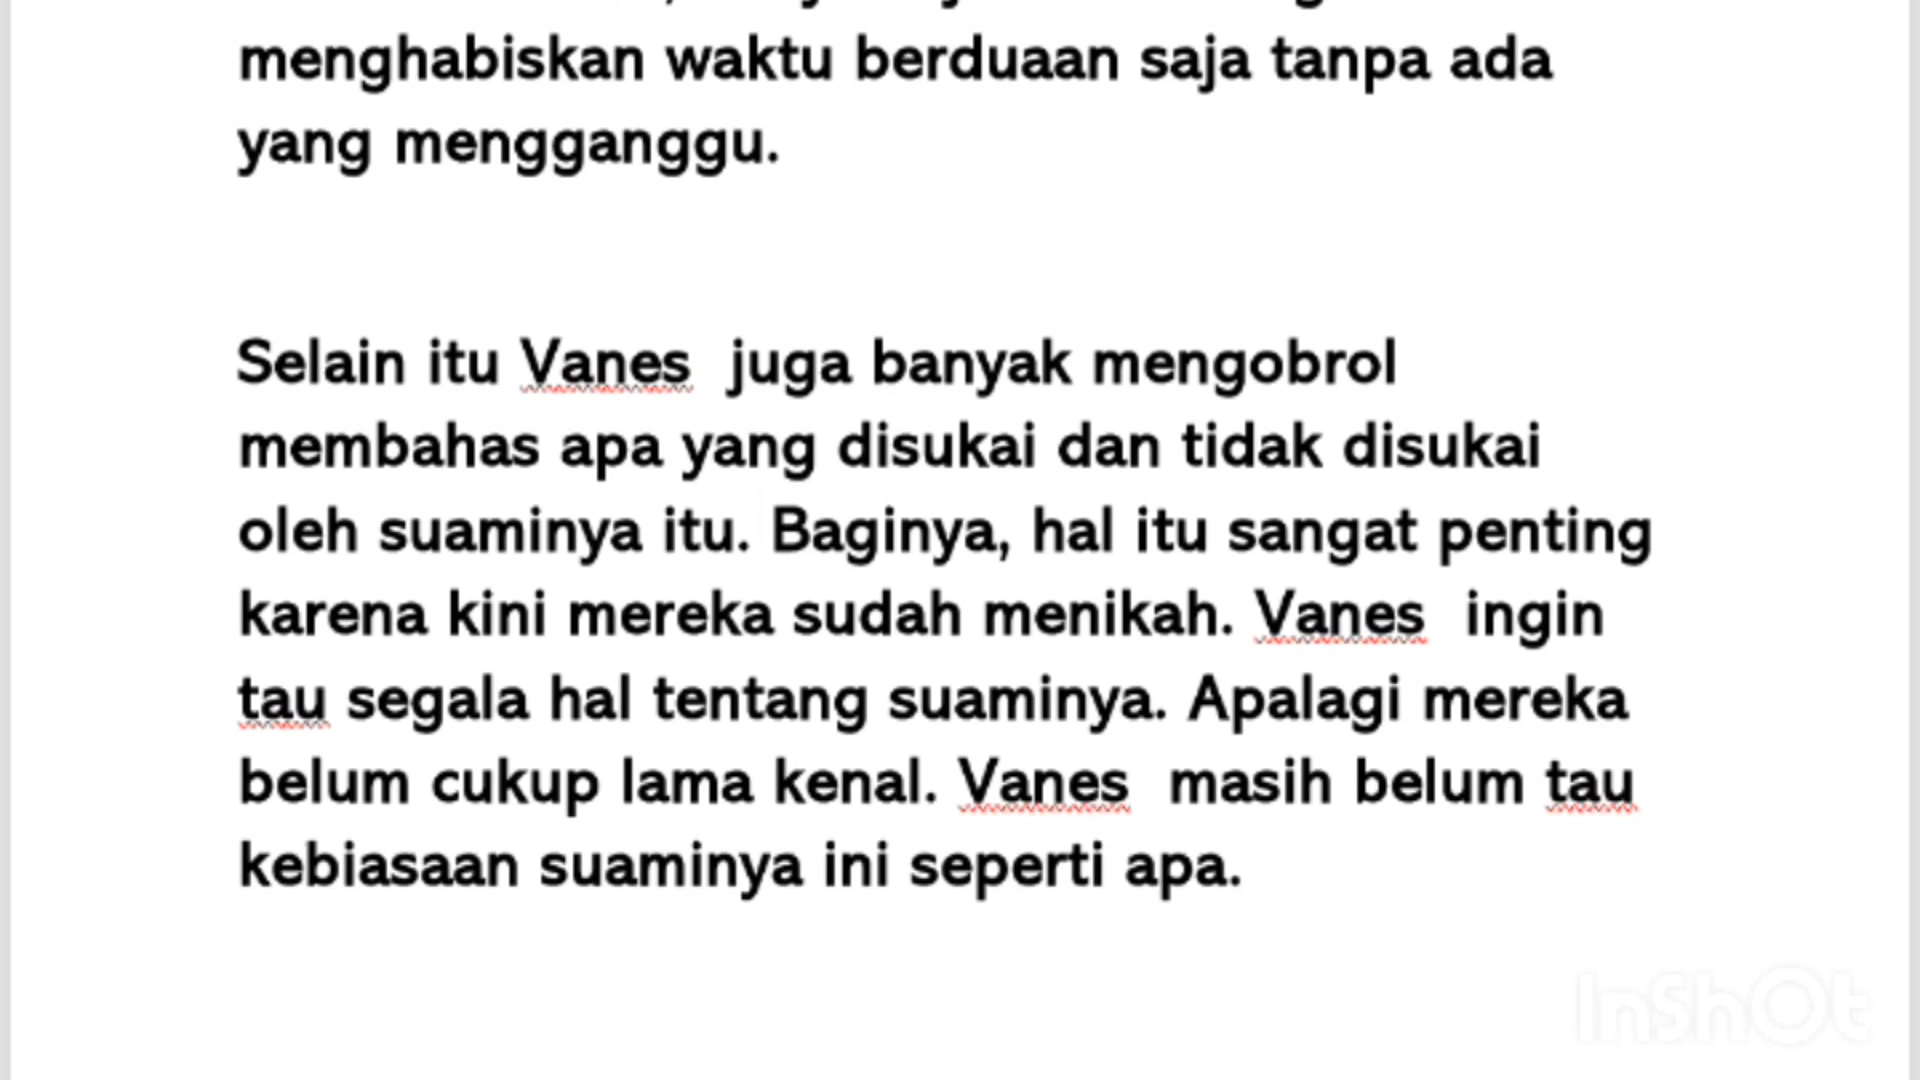 menghabiskan waktu berduaan saja tanpa ada
yang mengganggu.
Selain itu Vanes juga banyak mengobrol
membahas apa yang disukai dan tidak disukai
oleh suaminya itu. Baginya, hal itu sangat penting
karena kini mereka sudah menikah. Vanes ingin
tau segala hal tentang suaminya. Apalagi mereka
belum cukup lama kenal. Vanes masih belum tau
kebiasaan suaminya ini seperti apa.
InShOt